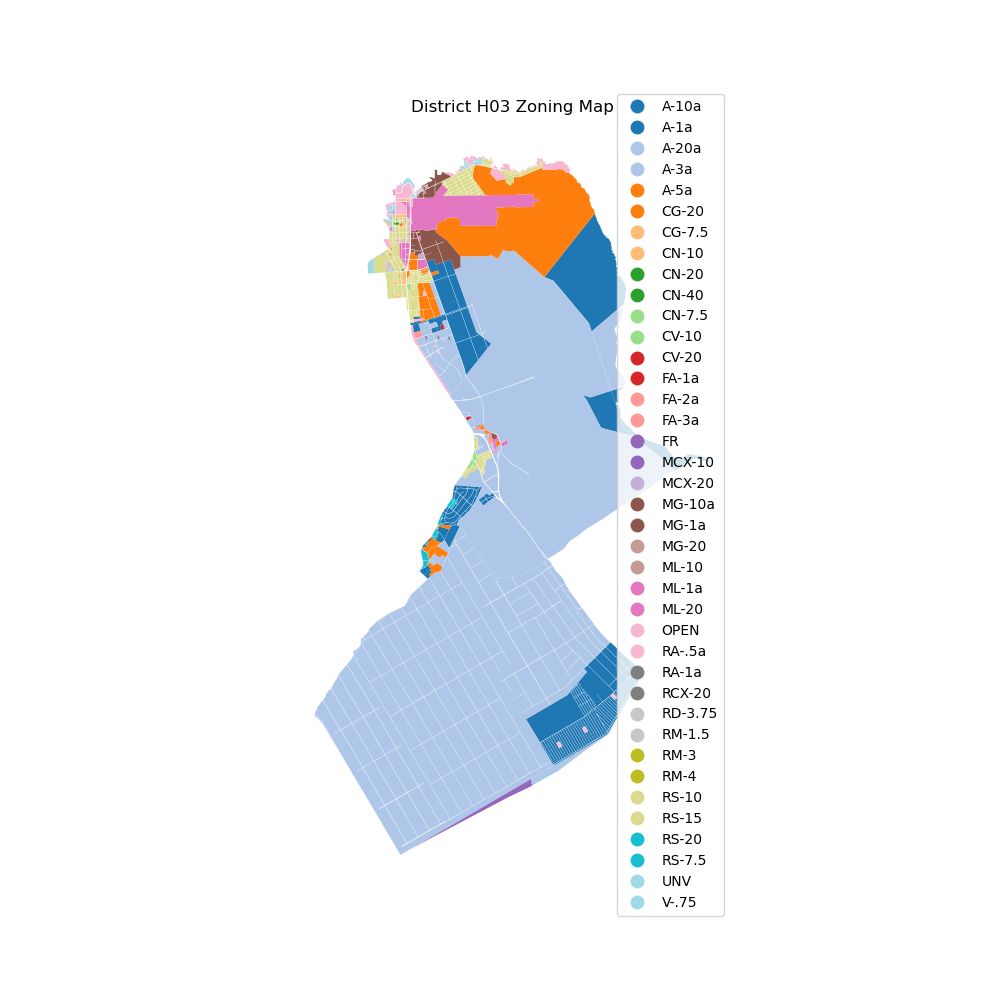 District H03 Zoning Map
A-10a
A-1a
A-20a
A-3a
A-5a
CG-20
CG-7.5
CN-10
CN-20
CN-40
CN-7.5
CV-10
CV-20
FA-1a
FA-2a
FA-3a
FR
MCX-10
MCX-20
MG-10a
MG-1a
MG-20
ML-10
ML-1a
ML-20
OPEN
RA-.5a
RA-1a
RCX-20
RD-3.75
RM-1.5
RM-3
RM-4
RS-10
RS-15
RS-20
RS-7.5
UNV
V-.75